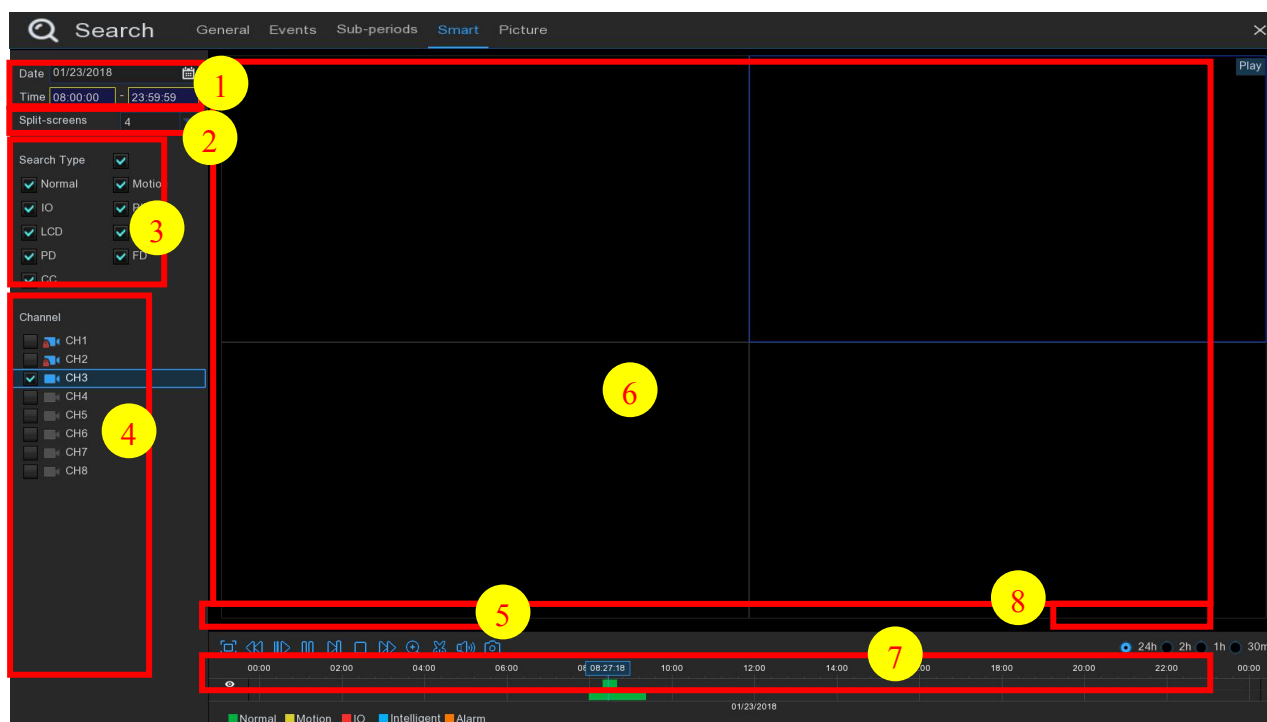 Search General Events Sub-periods Smart Picture
Date 01/23/2018
Play
1
Time 08:00:00 - 23:59:59
Split-screens 4
2
Search Type
Normal
IO
3
LCD
PD FD
CC
Channel
CH1
CH2
CH3
CH4
CH5
CH6
CH7
CH8
4
6
5
8
7
24h 2h 1h 30m
00:00 02:00 04:00 06:00 08:27:18 10:00 12:00 14:00 18:00 20:00 22:00 00:00
01/23/2018
Normal Motion IO Intelligent Alarm